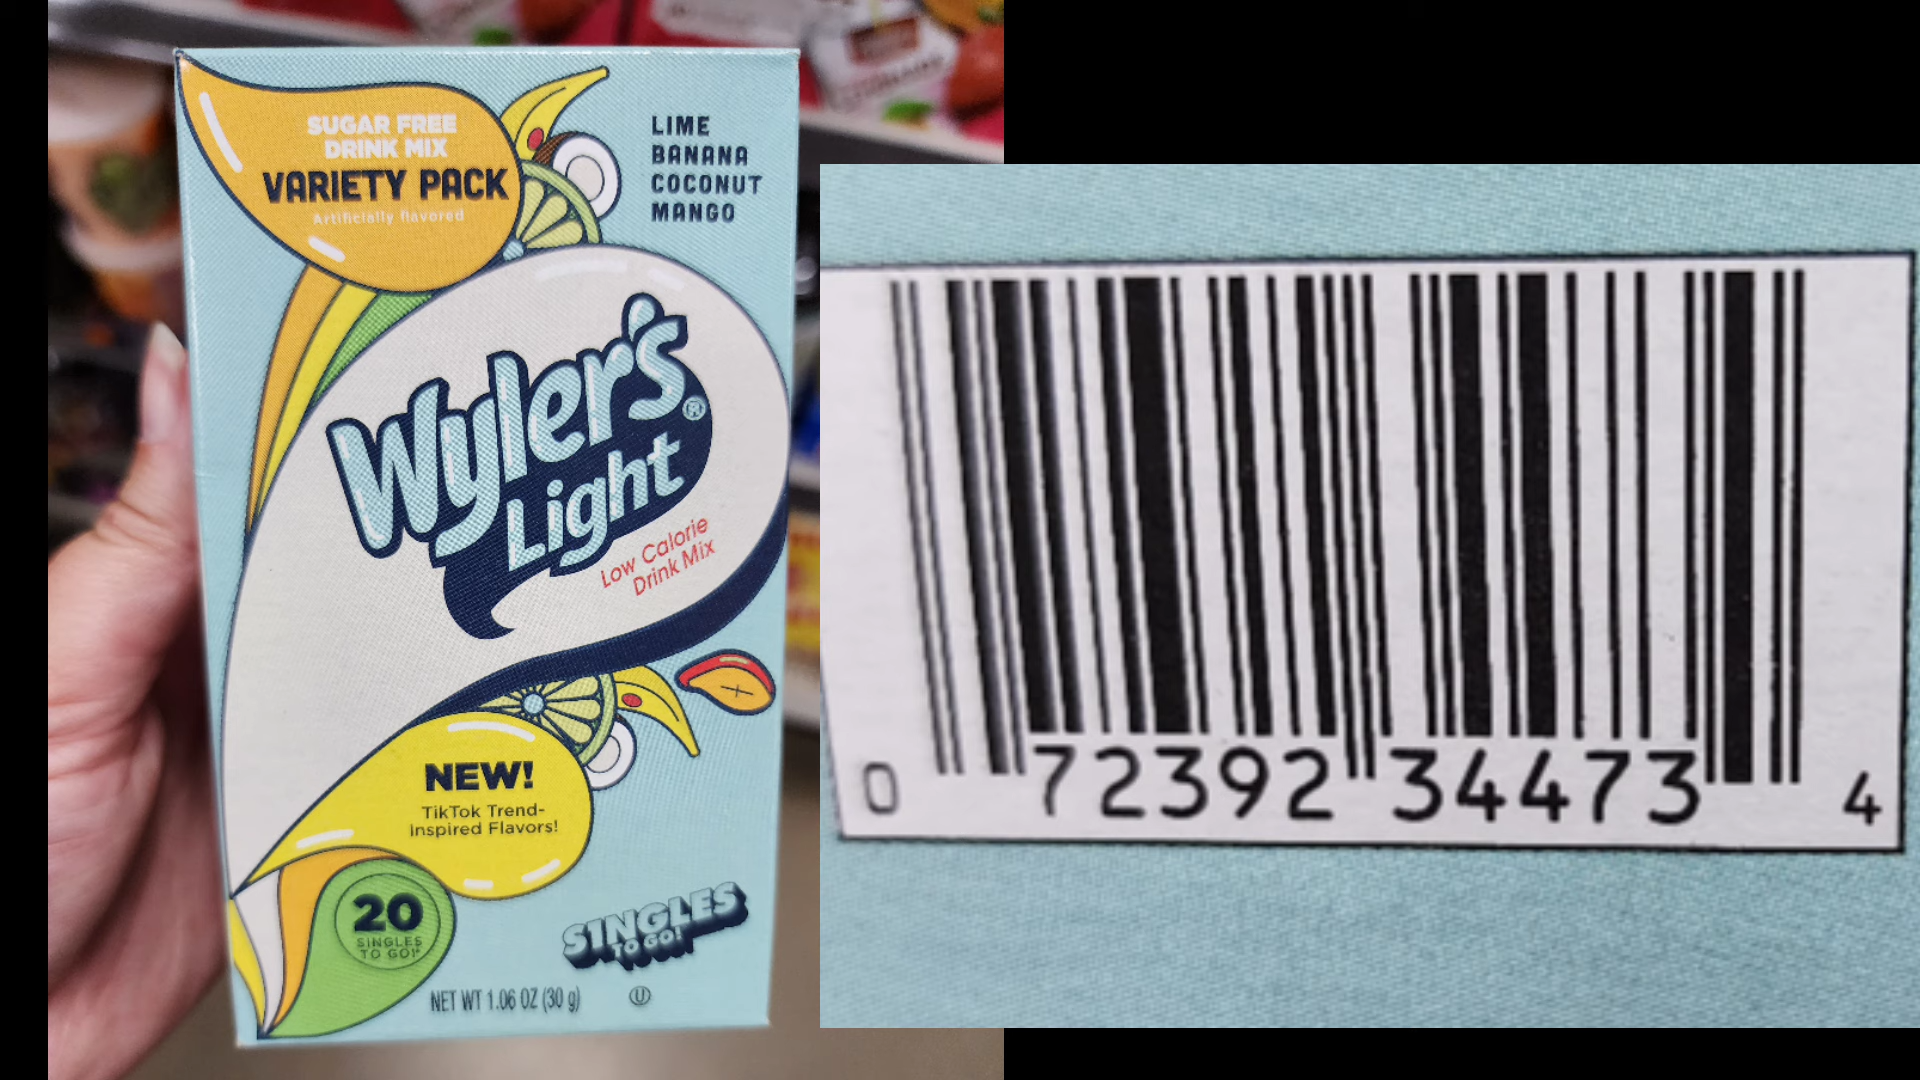 SUGAR FREE
DRINK MIX
VARIETY PACK
Artificially flavored
LIME
BANANA
COCONUT
MANGO
Wyler's®
Light
Low Calorie
Drink Mix
NEW!
TikTok Trend-
Inspired Flavors!
20
SINGLES
TO GO!
SINGLES
TO GO!
NET WT 1.06 OZ (30 g)
U
0 72392 34473 4